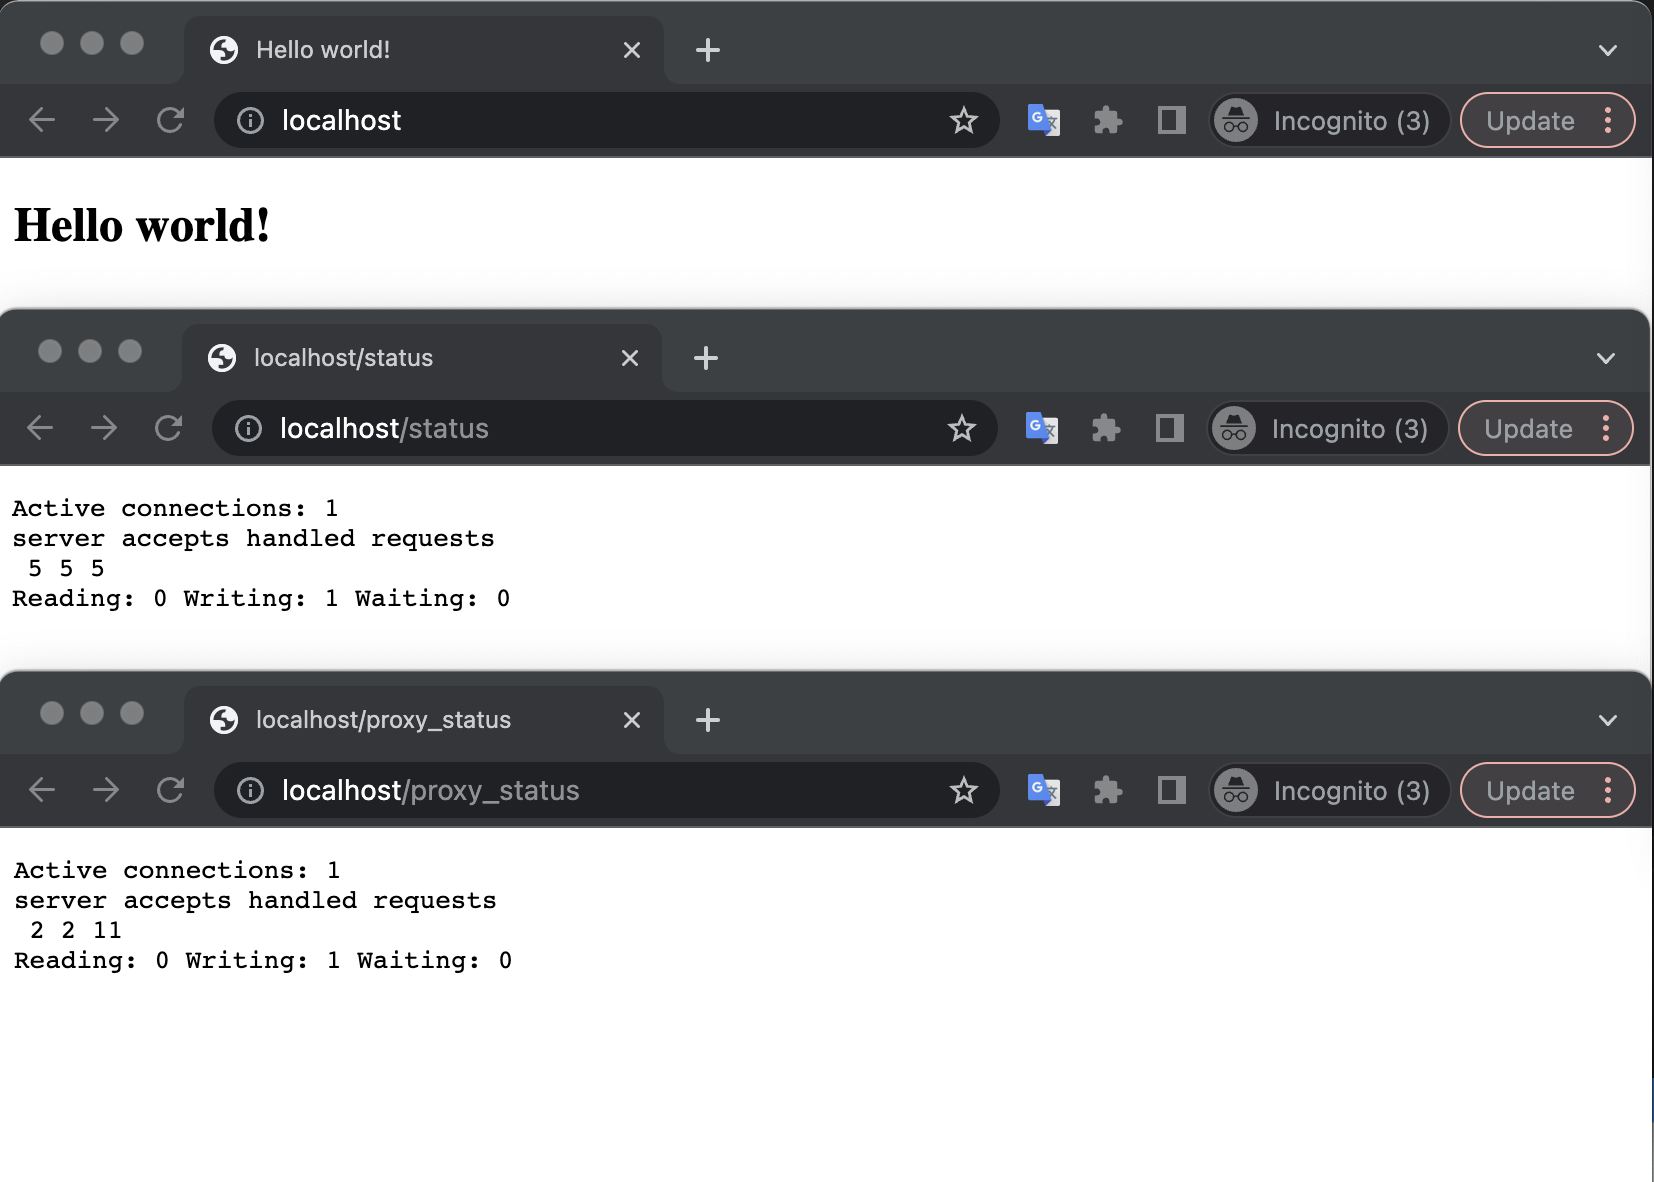 Hello world!
localhost
Incognito (3)
Update
Hello world!
localhost/status
localhost/status
Incognito (3)
Update
Active connections: 1
server accepts handled requests
5 5 5
Reading: 0 Writing: 1 Waiting: 0
localhost/proxy_status
localhost/proxy_status
Incognito (3)
Update
Active connections: 1
server accepts handled requests
2 2 11
Reading: 0 Writing: 1 Waiting: 0